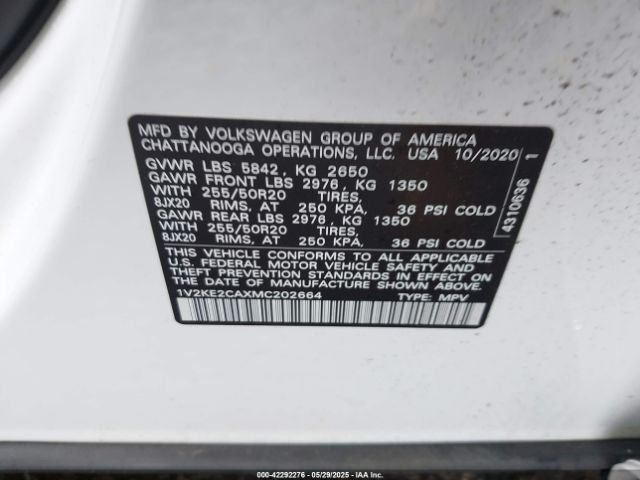 MFD BY VOLKSWAGEN GROUP OF AMERICA
CHATTANOOGA OPERATIONS, LLC. USA 10/2020
GVWR LBS 5842 , KG 2650
GAWR FRONT LBS 2976 , KG 1350
WITH 255/50R20 TIRES,
8JX20 RIMS, AT 250 KPA, 36 PSI COLD
GAWR REAR LBS 2976 , KG 1350
WITH 255/50R20 TIRES,
8JX20 RIMS, AT 250 KPA, 36 PSI COLD
THIS VEHICLE CONFORMS TO ALL APPLICABLE
U.S. FEDERAL MOTOR VEHICLE SAFETY AND
THEFT PREVENTION STANDARDS IN EFFECT ON
THE DATE OF MANUFACTURE SHOWN ABOVE.
1V2KE2CAXMC202664 TYPE: MPV
4310636 1
000-42292276 - 05/29/2025 - IAA Inc.